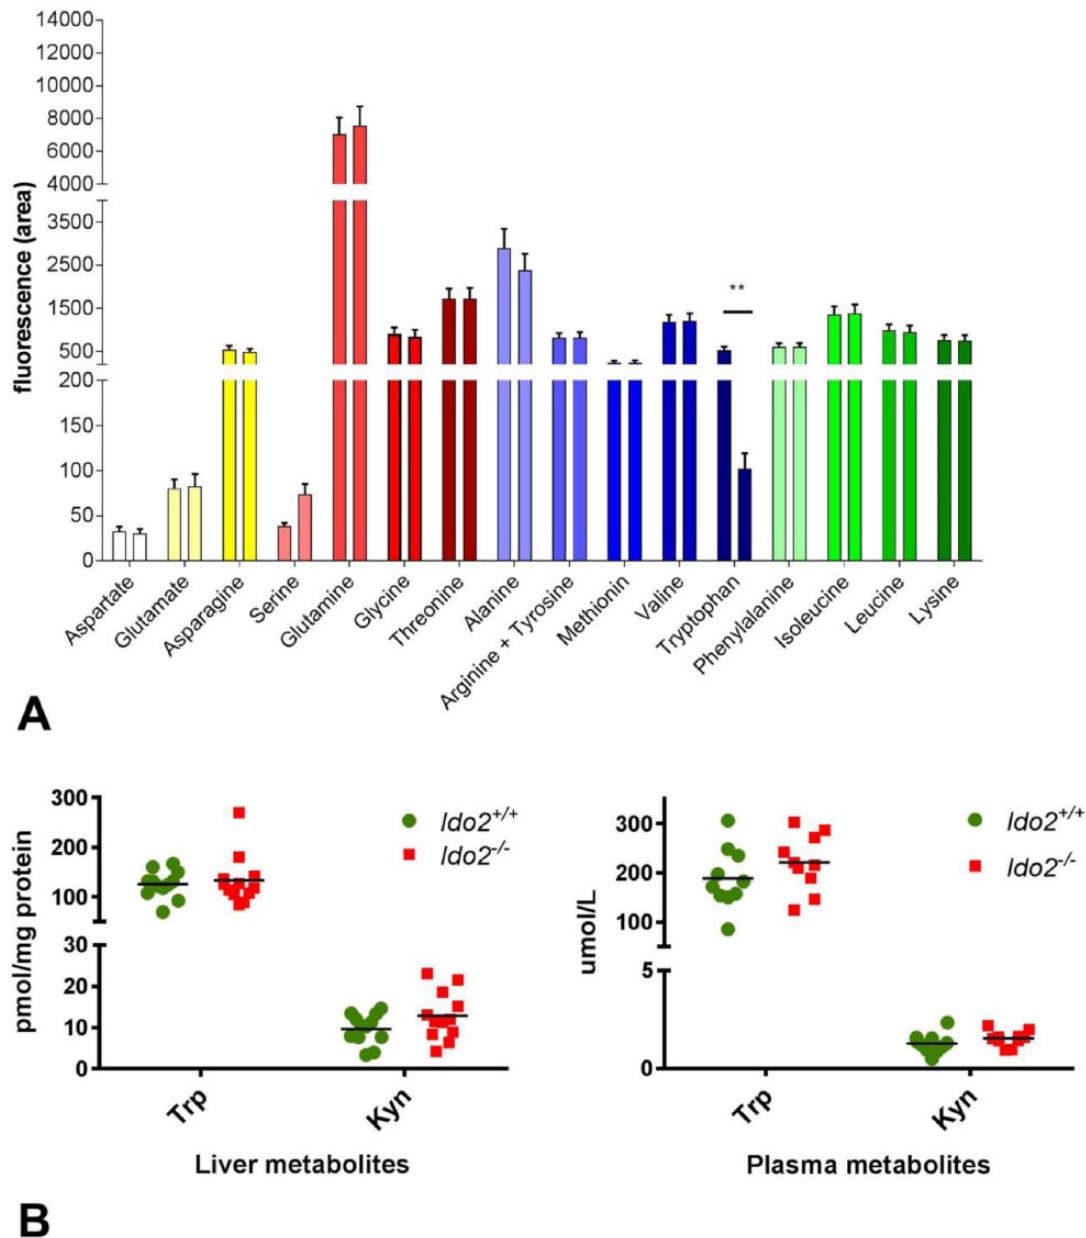 14000
12000
10000
8000
6000
4000
3500
2500
1500
500
200
150
100
50
0
fluorescence (area)
**
Aspartate
Glutamate
Asparagine
Serine
Glutamine
Glycine
Threonine
Alanine
Arginine + Tyrosine
Methionin
Valine
Tryptophan
Phenylalanine
Isoleucine
Leucine
Lysine
A
300
200
100
30
20
10
0
pmol/mg protein
Ido2+/+
Ido2-/-
Trp
Kyn
Liver metabolites
300
200
100
5
0
umol/L
Ido2+/+
Ido2-/-
Trp
Kyn
Plasma metabolites
B